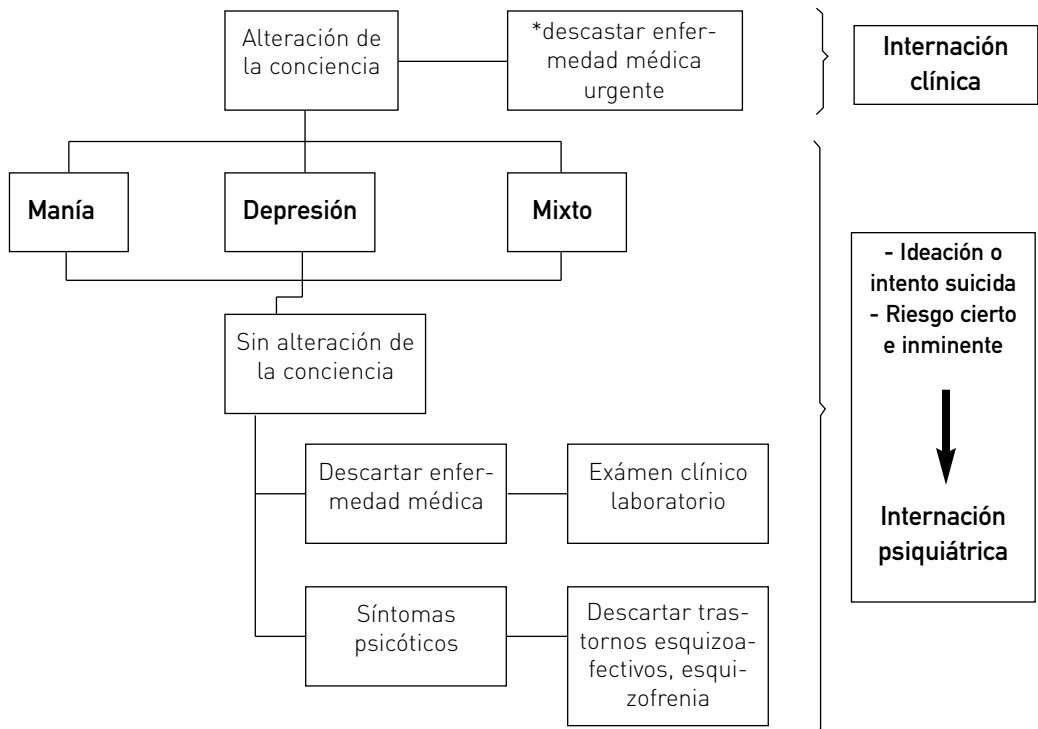 Alteración de
la conciencia
*descastar enfer-
medad médica
urgente
Internación
clínica
Manía
Depresión
Mixto
- Ideación o
intento suicida
- Riesgo cierto
e inminente
Internación
psiquiátrica
Sin alteración de
la conciencia
Descartar enfer-
medad médica
Exámen clínico
laboratorio
Síntomas
psicóticos
Descartar tras-
tornos esquizoa-
fectivos, esqui-
zofrenia